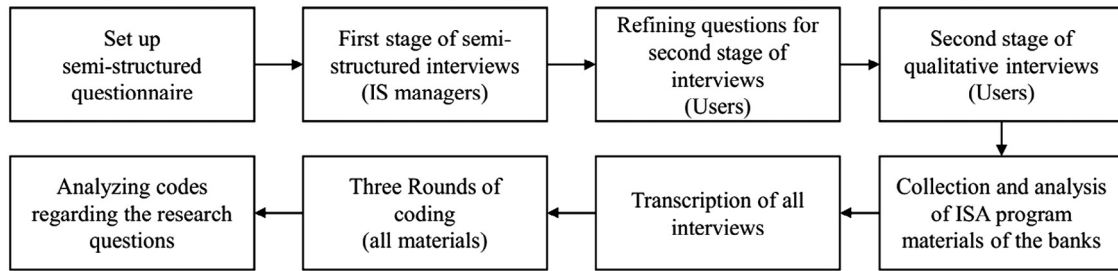 Set up
semi-structured
questionnaire
First stage of semi-
structured interviews
(IS managers)
Refining questions for
second stage of
interviews
(Users)
Second stage of
qualitative interviews
(Users)
Collection and analysis
of ISA program
materials of the banks
Transcription of all
interviews
Three Rounds of
coding
(all materials)
Analyzing codes
regarding the research
questions